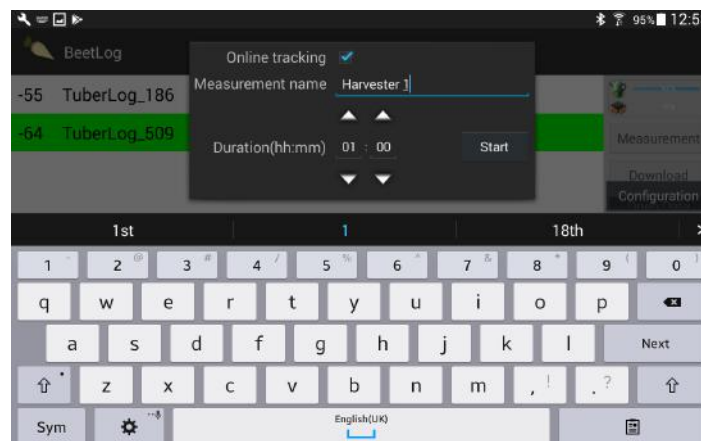 95% 12:5
BeetLog
Online tracking
Measurement name Harvester 1
-55 TuberLog_186
-64 TuberLog_509
Duration(hh:mm) 01 : 00 Start
Measurement
Download
Configuration
1st 1 18th
1 2 @ 3 # 4 / 5 % 6 ^ 7 & 8 * 9 ( 0 )
q w e r t y u i o p
a s d f g h j k l Next
z x c v b n m , ! . ?
Sym English(UK)